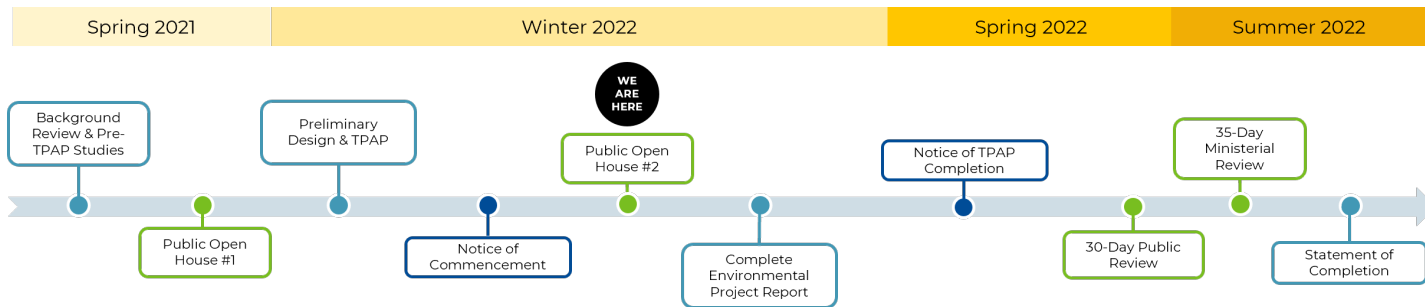 Spring 2021
Winter 2022
Spring 2022
Summer 2022
WE
ARE
HERE
Background
Review & Pre-
TPAP Studies
Public Open
House #1
Preliminary
Design & TPAP
Notice of
Commencement
Public Open
House #2
Complete
Environmental
Project Report
Notice of TPAP
Completion
30-Day Public
Review
35-Day
Ministerial
Review
Statement of
Completion